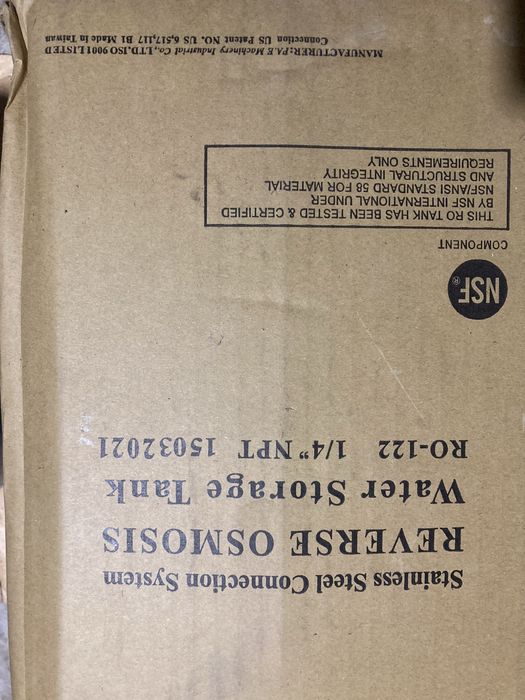 Stainless Steel Connection System
REVERSE OSMOSIS
Water Storage Tank
RO-122 1/4” NPT 15032021
NSF®
COMPONENT
THIS RO TANK HAS BEEN TESTED & CERTIFIED
BY NSF INTERNATIONAL UNDER
NSF/ANSI STANDARD 58 FOR MATERIAL
AND STRUCTURAL INTEGRITY
REQUIREMENTS ONLY
MANUFACTURER:P.A.E Machinery Industrial Co.,LTD.ISO 9001 LISTED
Connection US Patent NO. US 6,517,117 B1 Made in Taiwan